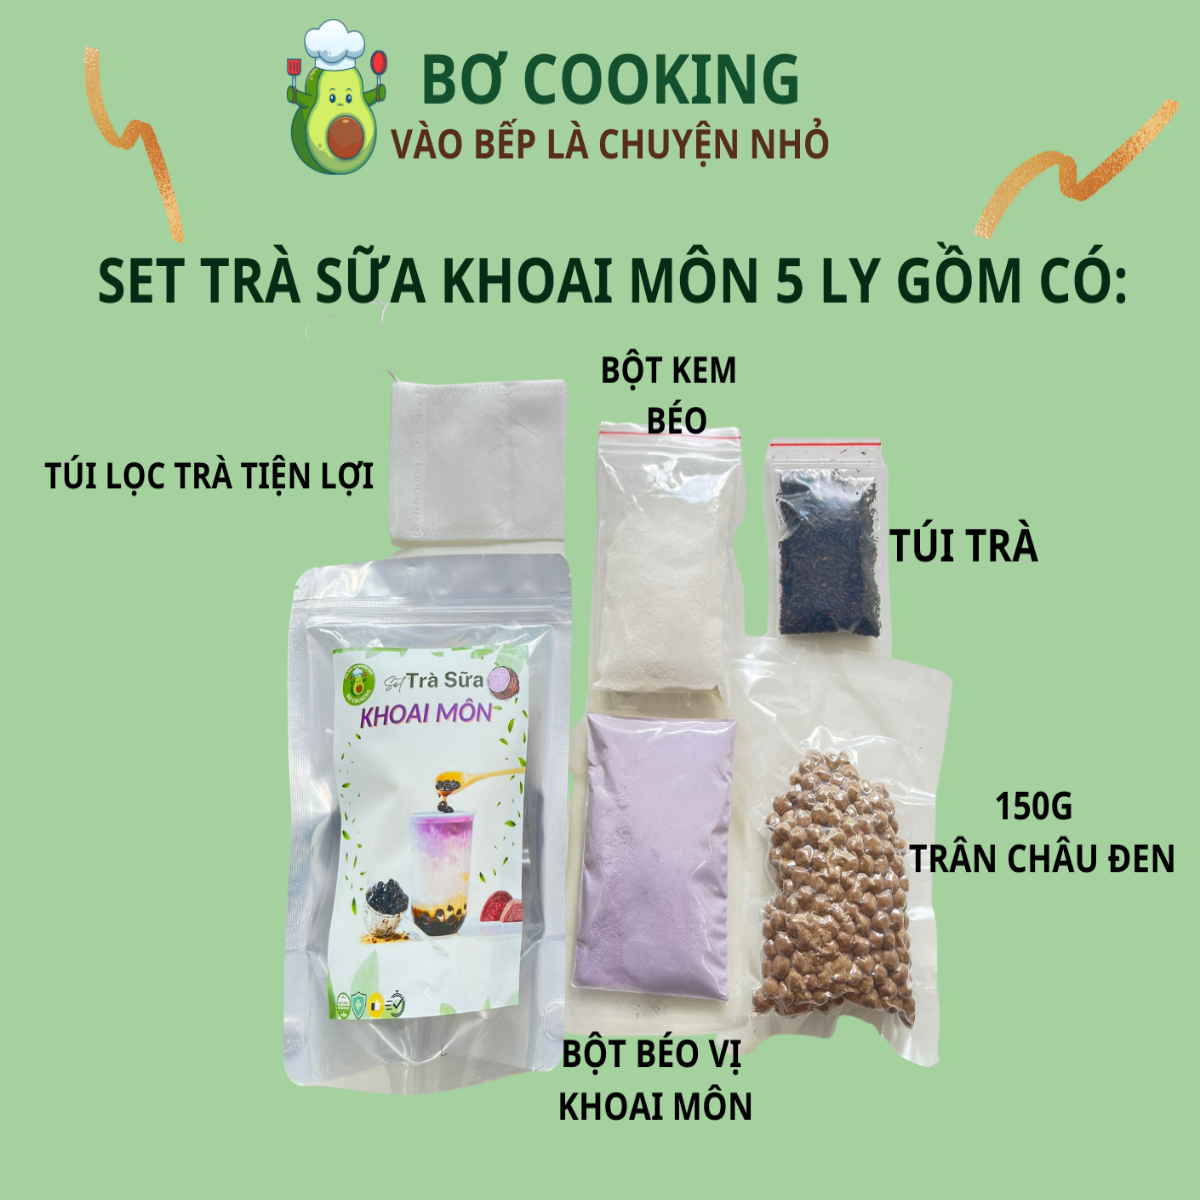 BƠ COOKING
VÀO BẾP LÀ CHUYỆN NHỎ
SET TRÀ SỮA KHOAI MÔN 5 LY GỒM CÓ:
BỘT KEM
BÉO
TÚI LỌC TRÀ TIỆN LỢI
TÚI TRÀ
Set Trà Sữa
KHOAI MÔN
BƠ COOKING
150G
TRÂN CHÂU ĐEN
BỘT BÉO VỊ
KHOAI MÔN